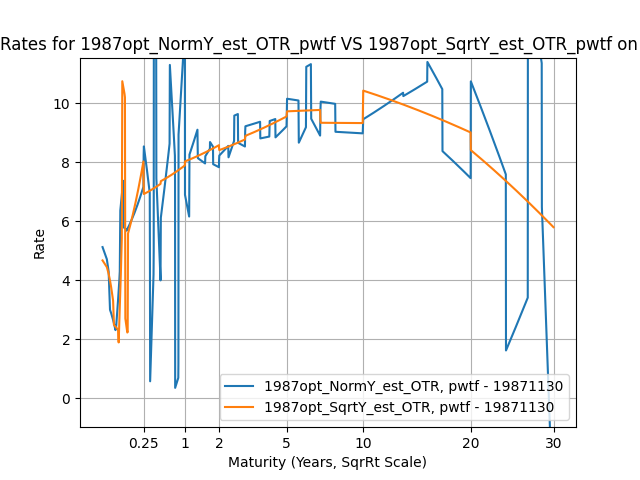 Rates for 1987opt_NormY_est_OTR_pwtf VS 1987opt_SqrtY_est_OTR_pwtf on
10
8
6
4
2
0
Rate
1987opt_NormY_est_OTR, pwtf - 19871130
1987opt_SqrtY_est_OTR, pwtf - 19871130
0.25 1 2 5 10 20 30
Maturity (Years, SqrRt Scale)